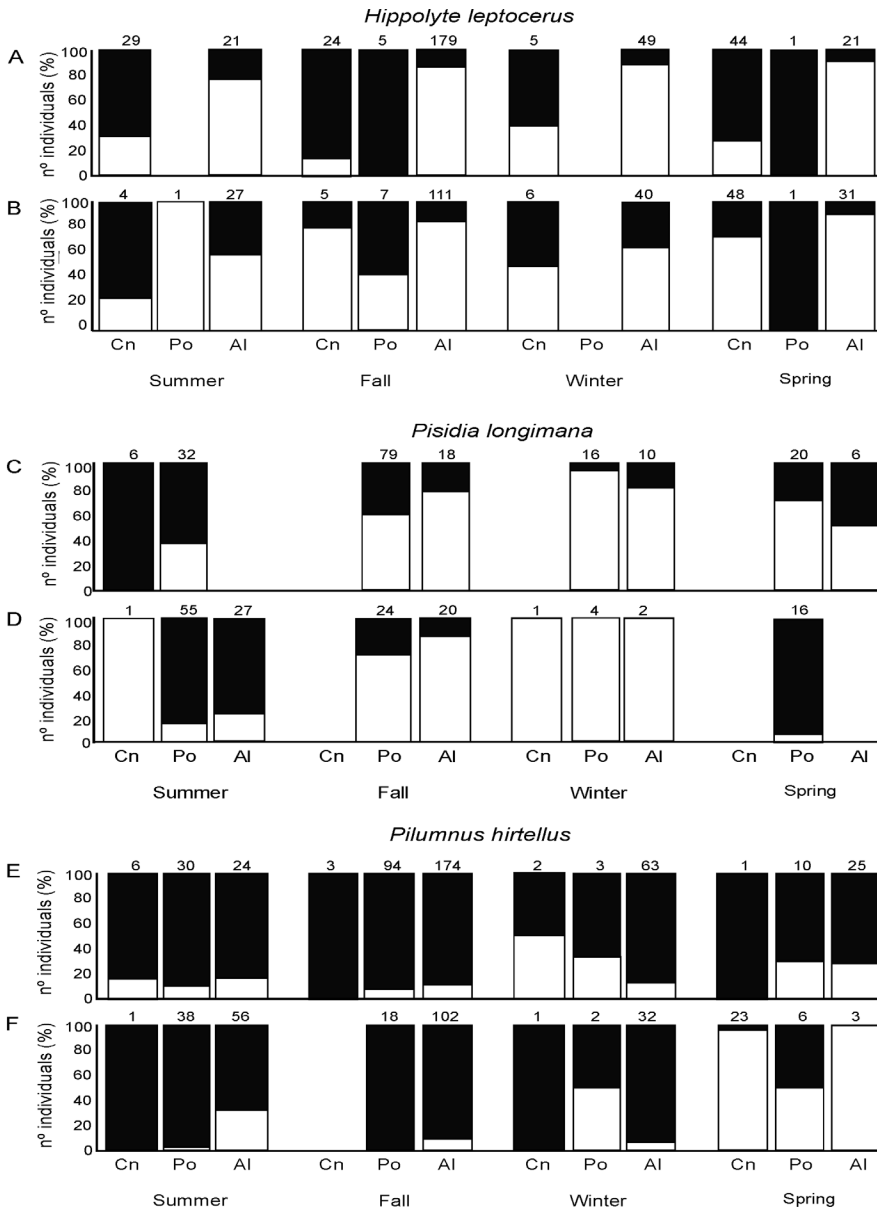 Hippolyte leptocerus
A
29 21 24 5 179 5 49 44 1 21
nº individuals (%)
100
80
60
40
20
0
B
4 1 27 5 7 111 6 40 48 1 31
nº individuals (%)
100
80
60
40
20
0
Cn Po Al Cn Po Al Cn Po Al Cn Po Al
Summer Fall Winter Spring
Pisidia longimana
C
6 32 79 18 16 10 20 6
nº individuals (%)
100
80
60
40
20
0
D
1 55 27 24 20 1 4 2 16
nº individuals (%)
100
80
60
40
20
0
Cn Po Al Cn Po Al Cn Po Al Cn Po Al
Summer Fall Winter Spring
Pilumnus hirtellus
E
6 30 24 3 94 174 2 3 63 1 10 25
nº individuals (%)
100
80
60
40
20
0
F
1 38 56 18 102 1 2 32 23 6 3
nº individuals (%)
100
80
60
40
20
0
Cn Po Al Cn Po Al Cn Po Al Cn Po Al
Summer Fall Winter Spring